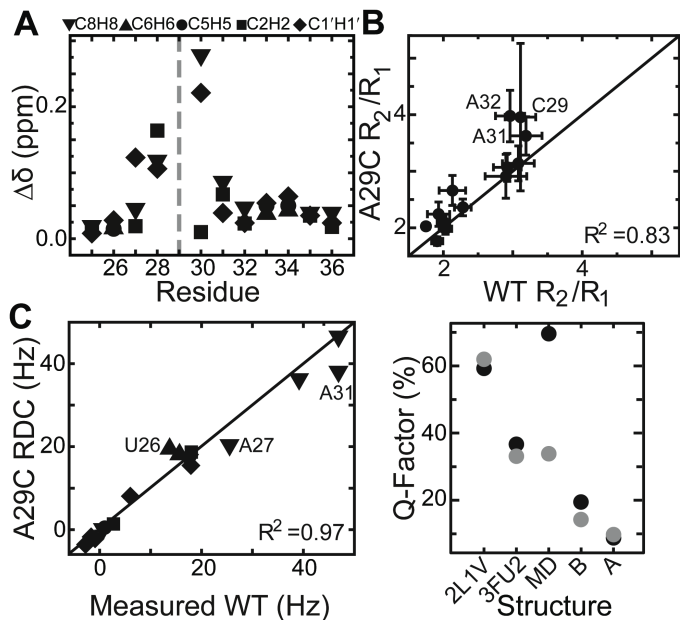 ▼C8H8 ▲C6H6 ●C5H5 ■C2H2 ◆C1'H1'
A
Δδ (ppm)
0.2
0.0
26 28 30 32 34 36
Residue
B
A29C R2/R1
4
2
A32
C29
A31
R2=0.83
2 4
WT R2/R1
C
A29C RDC (Hz)
40
20
0
A31
U26
A27
R2=0.97
0 20 40
Measured WT (Hz)
Q-Factor (%)
60
40
20
2L1V 3FU2 MD B A
Structure